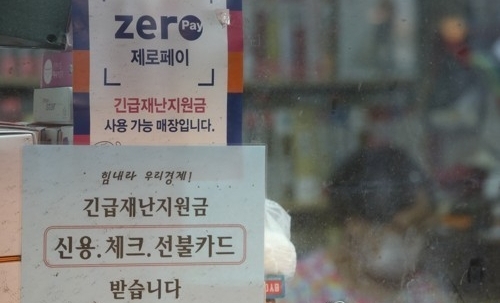 zero Pay
제로페이
긴급재난지원금
사용 가능 매장입니다.
힘내라 우리경제!
긴급재난지원금
신용. 체크. 선불카드
받습니다